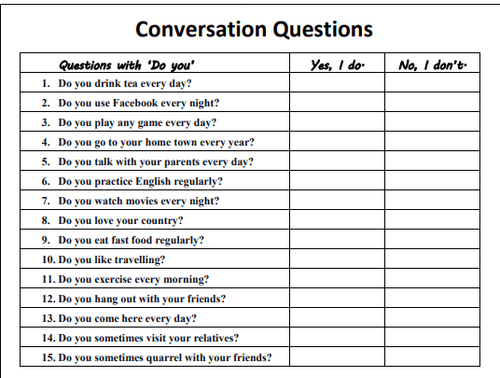 Conversation Questions
Questions with 'Do you' Yes, I do. No, I don't.
1. Do you drink tea every day?
2. Do you use Facebook every night?
3. Do you play any game every day?
4. Do you go to your home town every year?
5. Do you talk with your parents every day?
6. Do you practice English regularly?
7. Do you watch movies every night?
8. Do you love your country?
9. Do you eat fast food regularly?
10. Do you like travelling?
11. Do you exercise every morning?
12. Do you hang out with your friends?
13. Do you come here every day?
14. Do you sometimes visit your relatives?
15. Do you sometimes quarrel with your friends?